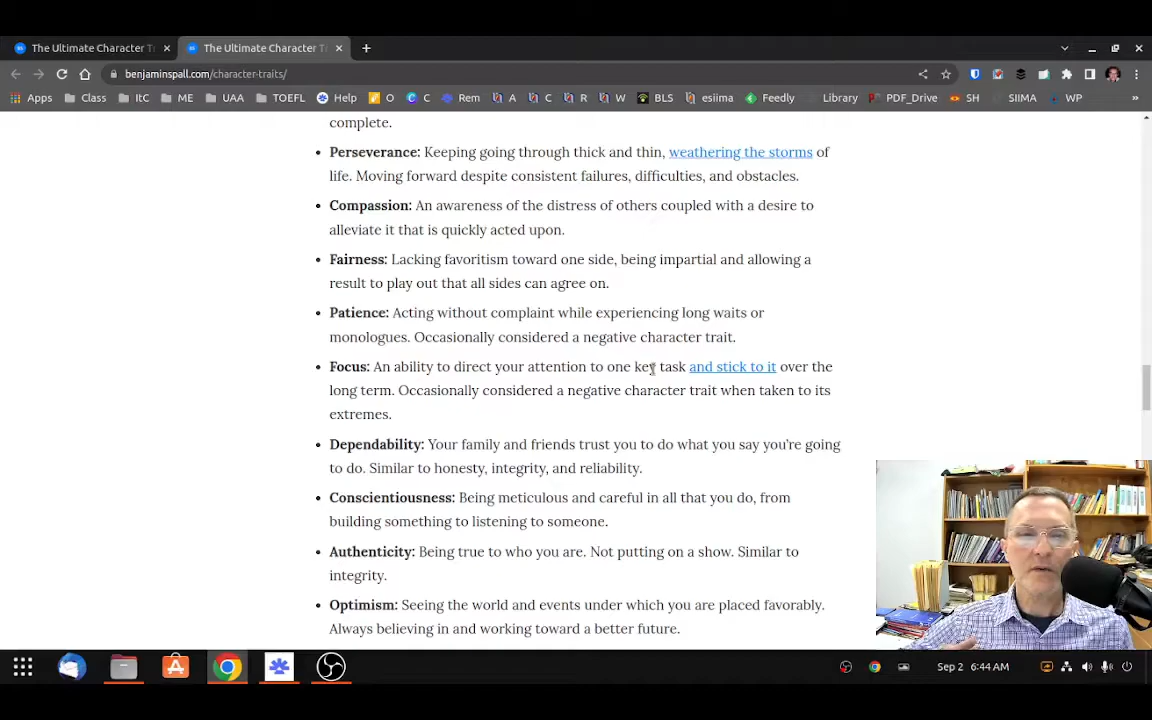 The Ultimate Character T
The Ultimate Character T
benjaminspall.com/character-traits/
Apps Class ItC ME UAA TOEFL Help O C Rem A C R W BLS esiima Feedly Library PDF_Drive SH SIIMA WP »
complete.
• Perseverance: Keeping going through thick and thin, weathering the storms of
life. Moving forward despite consistent failures, difficulties, and obstacles.
• Compassion: An awareness of the distress of others coupled with a desire to
alleviate it that is quickly acted upon.
• Fairness: Lacking favoritism toward one side, being impartial and allowing a
result to play out that all sides can agree on.
• Patience: Acting without complaint while experiencing long waits or
monologues. Occasionally considered a negative character trait.
• Focus: An ability to direct your attention to one key task and stick to it over the
long term. Occasionally considered a negative character trait when taken to its
extremes.
• Dependability: Your family and friends trust you to do what you say you're going
to do. Similar to honesty, integrity, and reliability.
• Conscientiousness: Being meticulous and careful in all that you do, from
building something to listening to someone.
• Authenticity: Being true to who you are. Not putting on a show. Similar to
integrity.
• Optimism: Seeing the world and events under which you are placed favorably.
Always believing in and working toward a better future.
Sep 2 6:44 AM